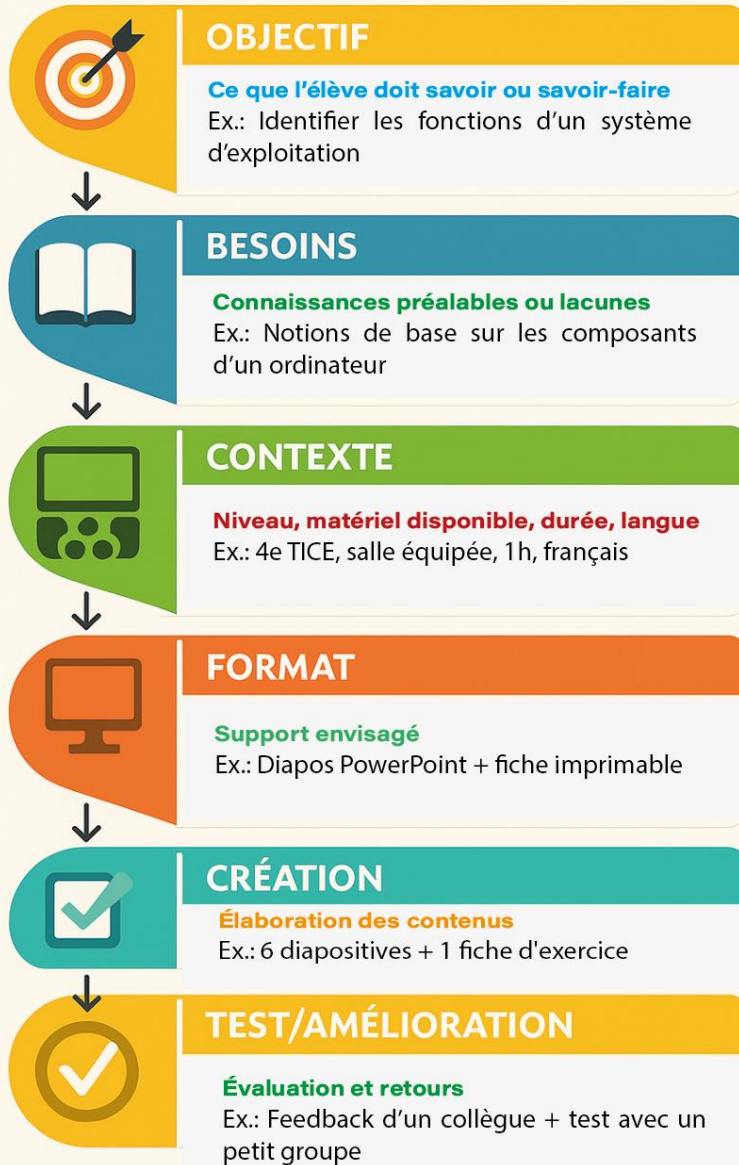 OBJECTIF
Ce que l’élève doit savoir ou savoir-faire
Ex.: Identifier les fonctions d’un système
d’exploitation
BESOINS
Connaissances préalables ou lacunes
Ex.: Notions de base sur les composants
d’un ordinateur
CONTEXTE
Niveau, matériel disponible, durée, langue
Ex.: 4e TICE, salle équipée, 1h, français
FORMAT
Support envisagé
Ex.: Diapos PowerPoint + fiche imprimable
CRÉATION
Élaboration des contenus
Ex.: 6 diapositives + 1 fiche d'exercice
TEST/AMÉLIORATION
Évaluation et retours
Ex.: Feedback d’un collègue + test avec un
petit groupe